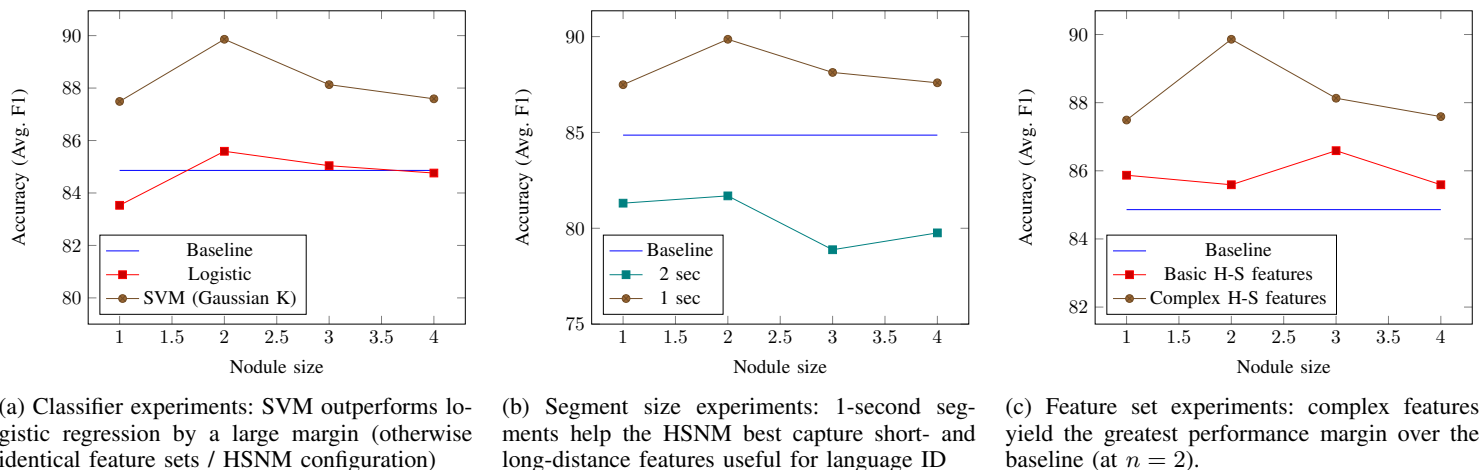 90
88
86
84
82
80
1 1.5 2 2.5 3 3.5 4
Nodule size
Accuracy (Avg. F1)
Baseline
Logistic
SVM (Gaussian K)
(a) Classifier experiments: SVM outperforms lo-
gistic regression by a large margin (otherwise
identical feature sets / HSNM configuration)
90
85
80
75
1 1.5 2 2.5 3 3.5 4
Nodule size
Accuracy (Avg. F1)
Baseline
2 sec
1 sec
(b) Segment size experiments: 1-second seg-
ments help the HSNM best capture short- and
long-distance features useful for language ID
90
88
86
84
82
1 1.5 2 2.5 3 3.5 4
Nodule size
Accuracy (Avg. F1)
Baseline
Basic H-S features
Complex H-S features
(c) Feature set experiments: complex features
yield the greatest performance margin over the
baseline (at n = 2).